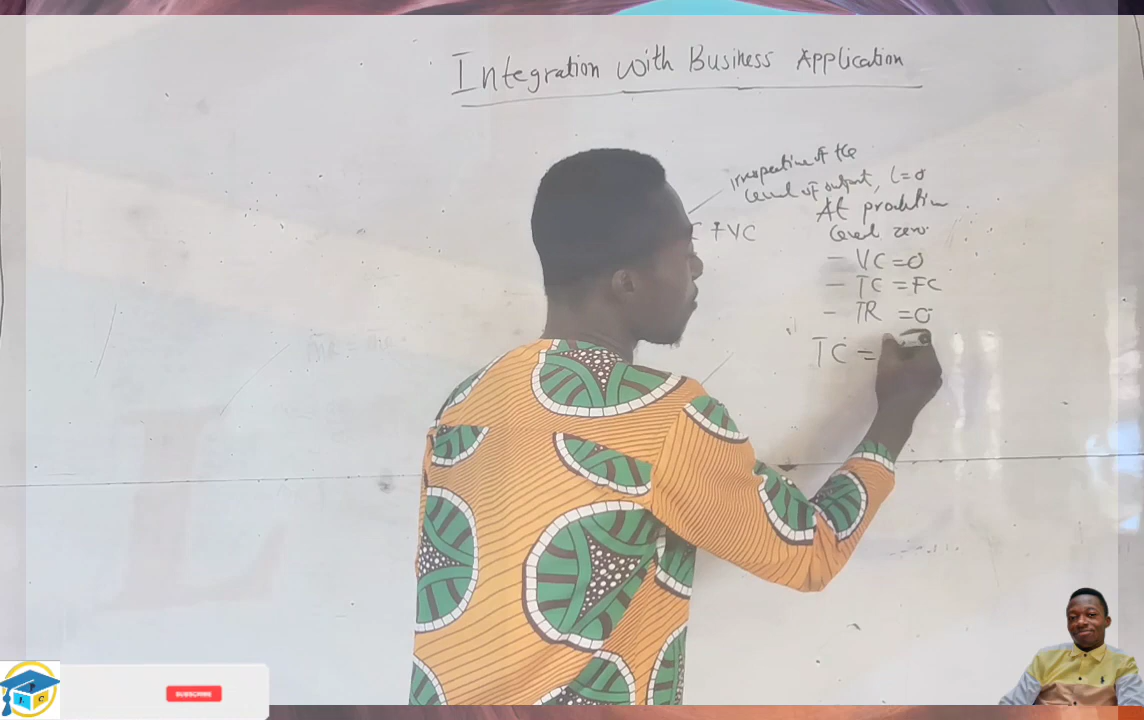 Integration with Business Application
irrespective of the
level of output, C=0
At production
level zero
C + VC
- VC = 0
- TC = FC
- TR = 0
TC =
SUBSCRIBE
P
L C